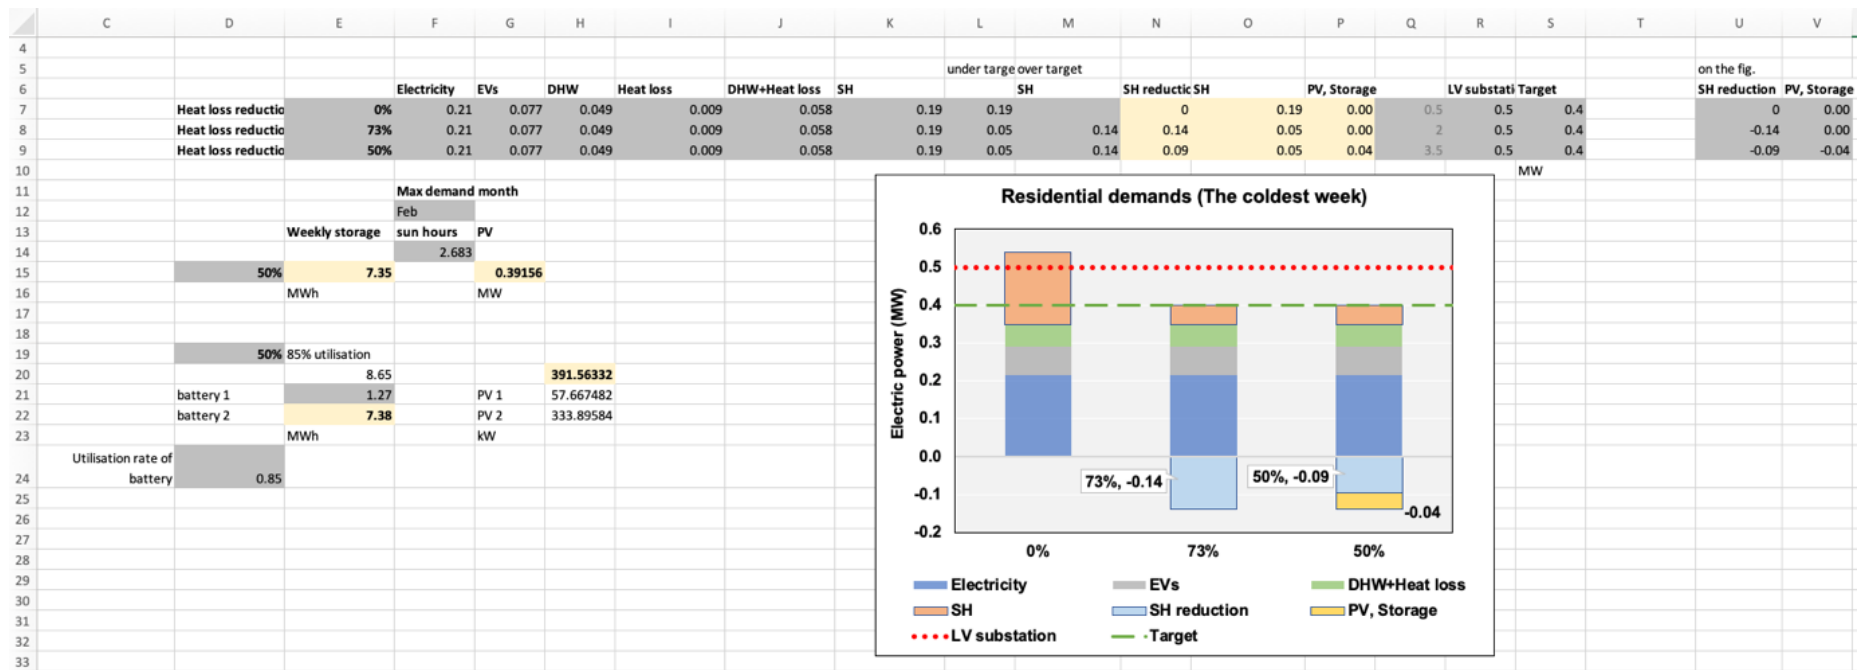 C D E F G H I J K L M N O P Q R S T U V
4
5 under targe over target on the fig.
6 Electricity EVs DHW Heat loss DHW+Heat loss SH SH SH reductic SH PV, Storage LV substati Target SH reduction PV, Storage
7 Heat loss reductio 0% 0.21 0.077 0.049 0.009 0.058 0.19 0.19 0 0.19 0.00 0.5 0.5 0.4 0 0.00
8 Heat loss reductio 73% 0.21 0.077 0.049 0.009 0.058 0.19 0.05 0.14 0.14 0.05 0.00 2 0.5 0.4 -0.14 0.00
9 Heat loss reductio 50% 0.21 0.077 0.049 0.009 0.058 0.19 0.05 0.14 0.09 0.05 0.04 3.5 0.5 0.4 -0.09 -0.04
10 MW
11 Max demand month
12 Feb
13 Weekly storage sun hours PV
14 2.683
15 50% 7.35 0.39156
16 MWh MW
17
18
19 50% 85% utilisation
20 8.65 391.56332
21 battery 1 1.27 PV 1 57.667482
22 battery 2 7.38 PV 2 333.89584
23 MWh kW
Utilisation rate of
24 battery 0.85
25
26
27
28
29
30
31
32
33
Residential demands (The coldest week)
Electric power (MW)
0.6
0.5
0.4
0.3
0.2
0.1
0.0
-0.1
-0.2
73%, -0.14
50%, -0.09
-0.04
0% 73% 50%
Electricity EVs DHW+Heat loss
SH SH reduction PV, Storage
LV substation Target